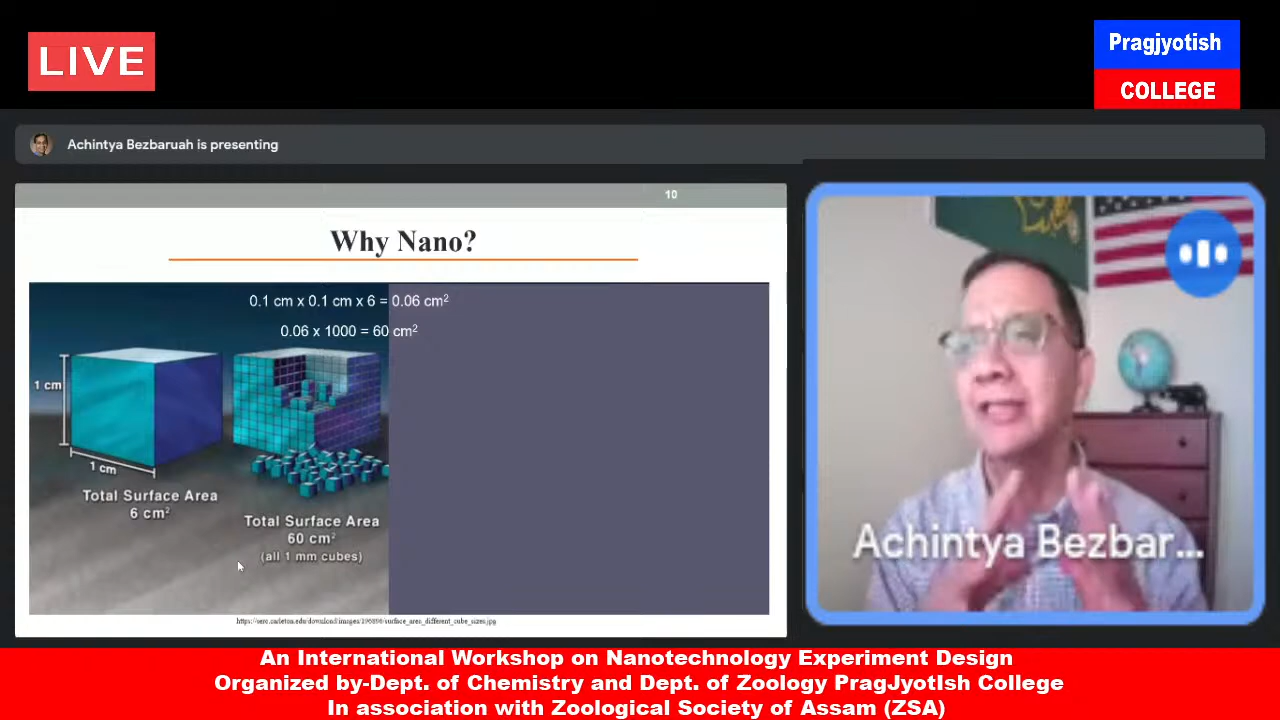 LIVE
Pragjyotish
COLLEGE
Achintya Bezbaruah is presenting
10
Why Nano?
0.1 cm x 0.1 cm x 6 = 0.06 cm²
0.06 x 1000 = 60 cm²
1 cm
1 cm
Total Surface Area
6 cm²
Total Surface Area
60 cm²
(all 1 mm cubes)
Achintya Bezbar...
An International Workshop on Nanotechnology Experiment Design
Organized by-Dept. of Chemistry and Dept. of Zoology PragJyotIsh College
In association with Zoological Society of Assam (ZSA)